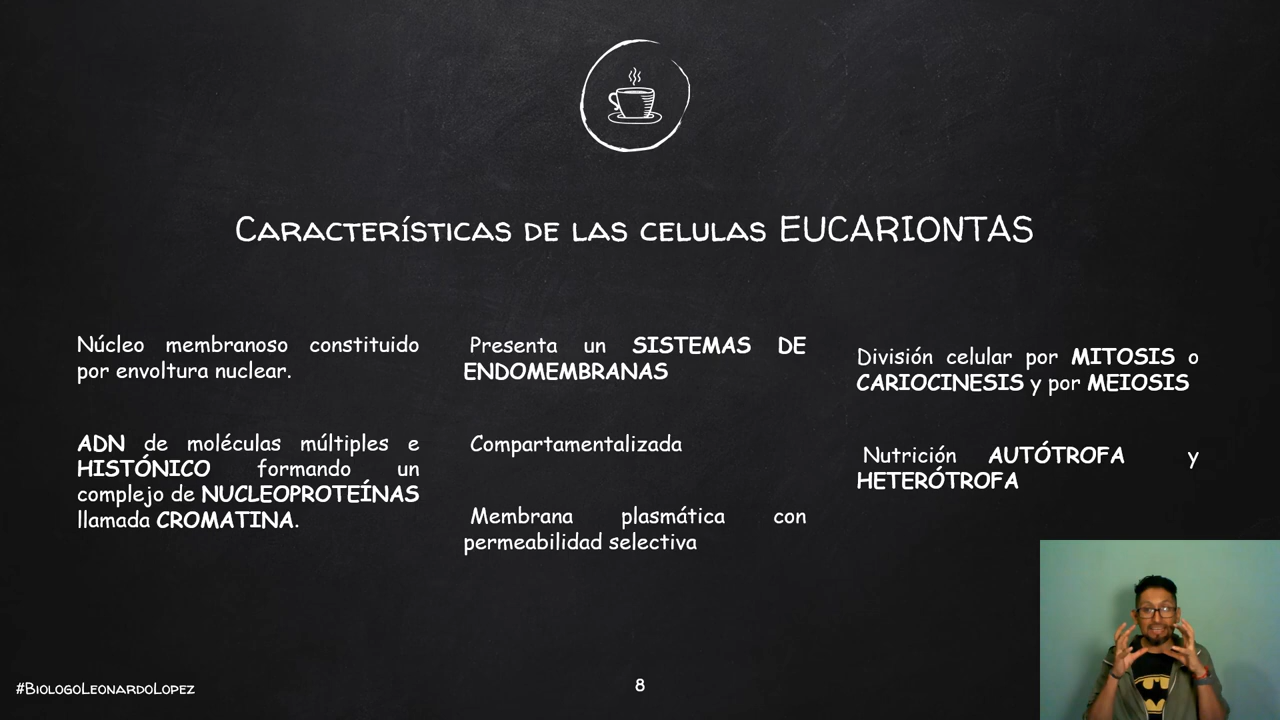 Características de las celulas EUCARIONTAS
Núcleo membranoso constituido
por envoltura nuclear.
ADN de moléculas múltiples e
HISTÓNICO formando un
complejo de NUCLEOPROTEÍNAS
llamada CROMATINA.
Presenta un SISTEMAS DE
ENDOMEMBRANAS
Compartamentalizada
Membrana plasmática con
permeabilidad selectiva
División celular por MITOSIS o
CARIOCINESIS y por MEIOSIS
Nutrición AUTÓTROFA y
HETERÓTROFA
#BiologoLeonardoLopez
8